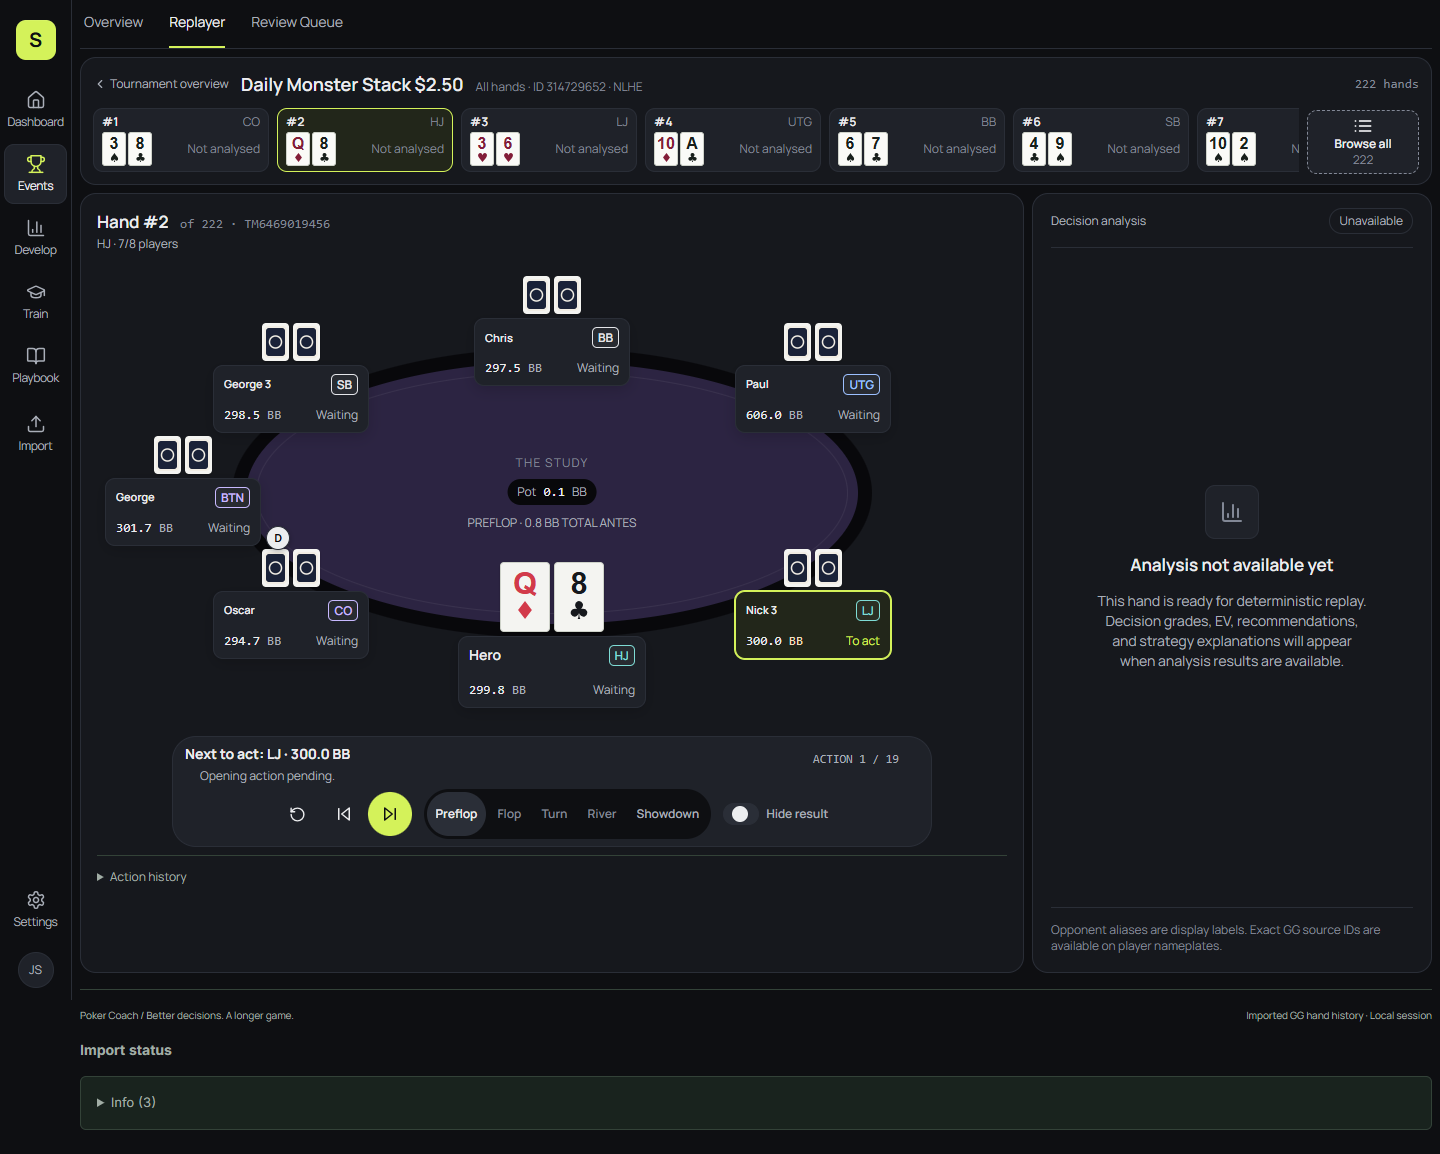 S
Dashboard
Events
Develop
Train
Playbook
Import
Settings
JS
Overview Replayer Review Queue
Tournament overview Daily Monster Stack $2.50 All hands · ID 314729652 · NLHE 222 hands
#1 CO
3♠ 8♣ Not analysed
#2 HJ
Q♦ 8♣ Not analysed
#3 LJ
3♥ 6♥ Not analysed
#4 UTG
10♦ A♣ Not analysed
#5 BB
6♠ 7♣ Not analysed
#6 SB
4♣ 9♠ Not analysed
#7
10♠ 2♠ N
Browse all
222
Hand #2 of 222 · TM6469019456
HJ · 7/8 players
Chris BB
297.5 BB Waiting
George 3 SB
298.5 BB Waiting
Paul UTG
606.0 BB Waiting
George BTN
301.7 BB Waiting
D
THE STUDY
Pot 0.1 BB
PREFLOP · 0.8 BB TOTAL ANTES
Oscar CO
294.7 BB Waiting
Q♦ 8♣
Hero HJ
299.8 BB Waiting
Nick 3 LJ
300.0 BB To act
Next to act: LJ · 300.0 BB ACTION 1 / 19
Opening action pending.
Preflop Flop Turn River Showdown Hide result
Action history
Decision analysis Unavailable
Analysis not available yet
This hand is ready for deterministic replay.
Decision grades, EV, recommendations,
and strategy explanations will appear
when analysis results are available.
Opponent aliases are display labels. Exact GG source IDs are
available on player nameplates.
Poker Coach / Better decisions. A longer game. Imported GG hand history · Local session
Import status
Info (3)